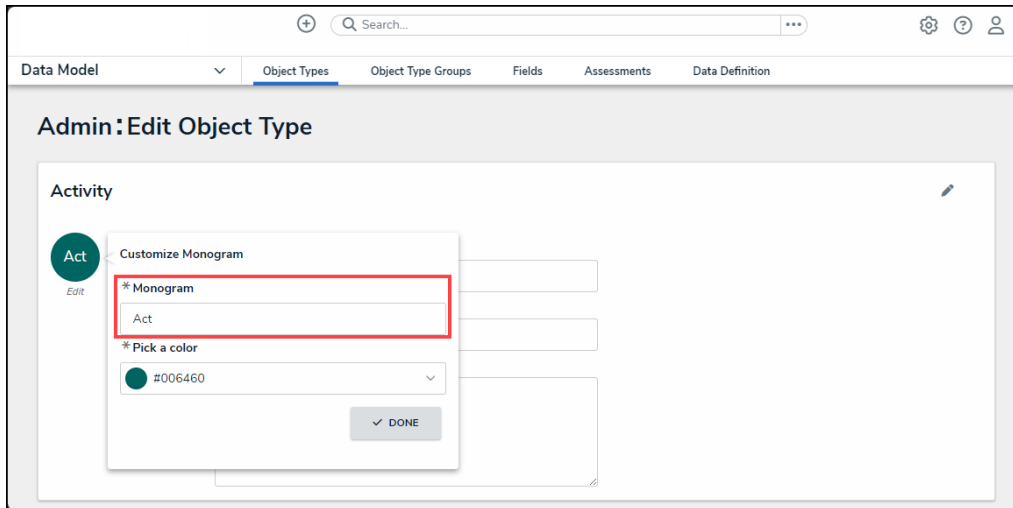 Search...
Data Model
Object Types
Object Type Groups
Fields
Assessments
Data Definition
Admin:Edit Object Type
Activity
Act
Edit
Customize Monogram
*Monogram
Act
*Pick a color
#006460
✓ DONE